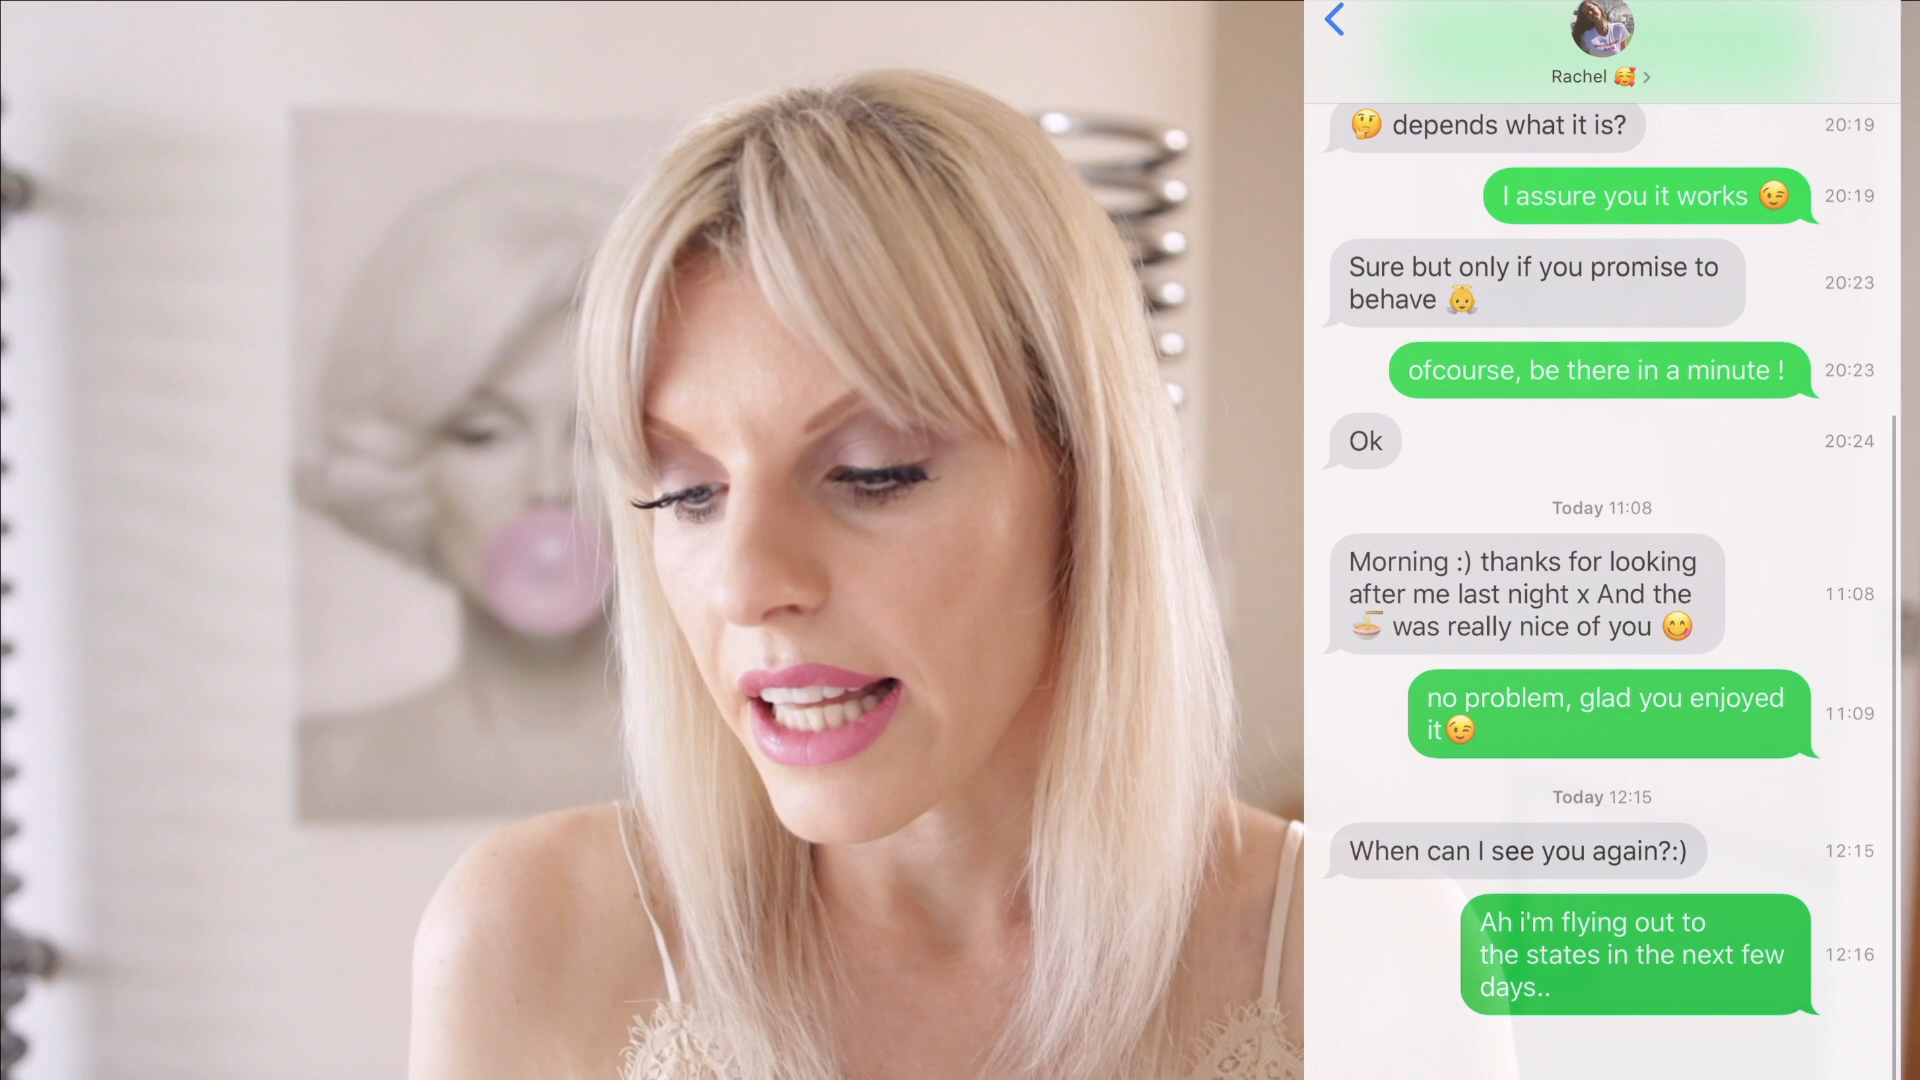 Rachel 🥰 >
🤔 depends what it is?
20:19
I assure you it works 😉
20:19
Sure but only if you promise to
behave 👼
20:23
ofcourse, be there in a minute !
20:23
Ok
20:24
Today 11:08
Morning :) thanks for looking
after me last night x And the
🍜 was really nice of you 😋
11:08
no problem, glad you enjoyed
it😉
11:09
Today 12:15
When can I see you again?:)
12:15
Ah i'm flying out to
the states in the next few
days..
12:16